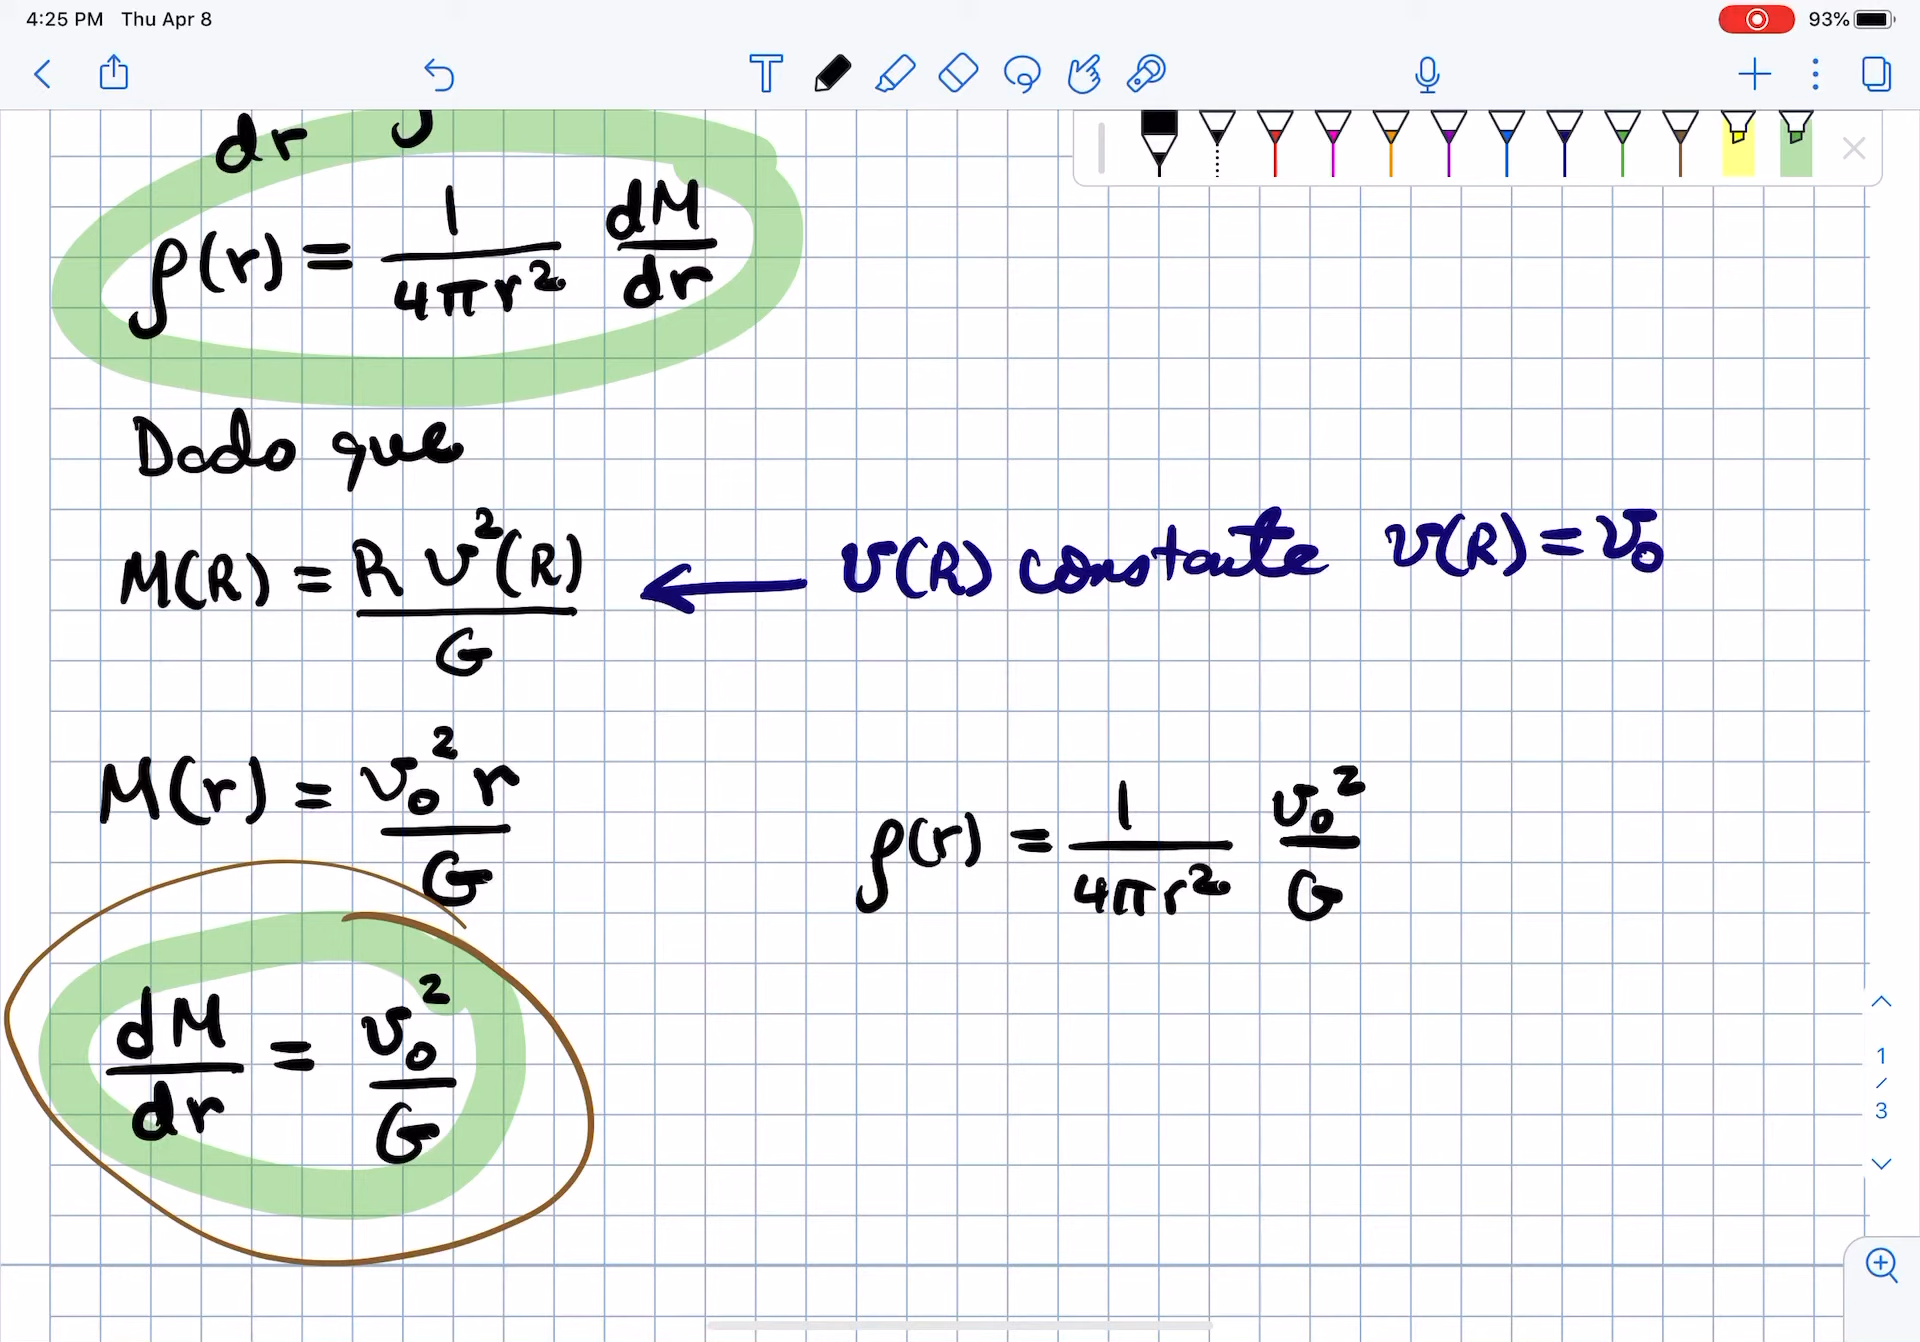 4:25 PM Thu Apr 8
93%
T
dr
ρ(r) = 1/4πr² dM/dr
Dado que
M(R) = R v²(R)/G
v(R) constante v(R) = v₀
M(r) = v₀² r/G
ρ(r) = 1/4πr² v₀²/G
dM/dr = v₀²/G
1
/
3